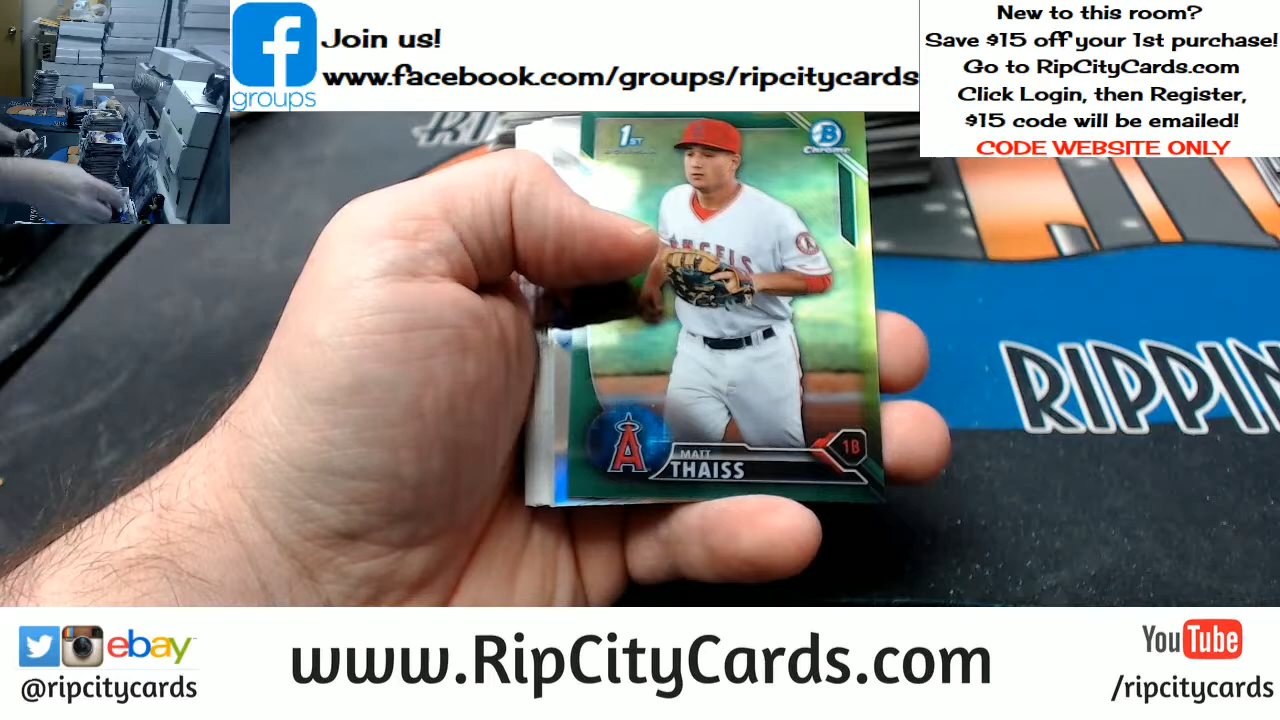 Join us!
www.facebook.com/groups/ripcitycards
groups
New to this room?
Save $15 off your 1st purchase!
Go to RipCityCards.com
Click Login, then Register,
$15 code will be emailed!
CODE WEBSITE ONLY
1ST
B
Chrome
ANGELS
A
MATT
THAISS
1B
RIPPIN
ebay
@ripcitycards
www.RipCityCards.com
YouTube
/ripcitycards